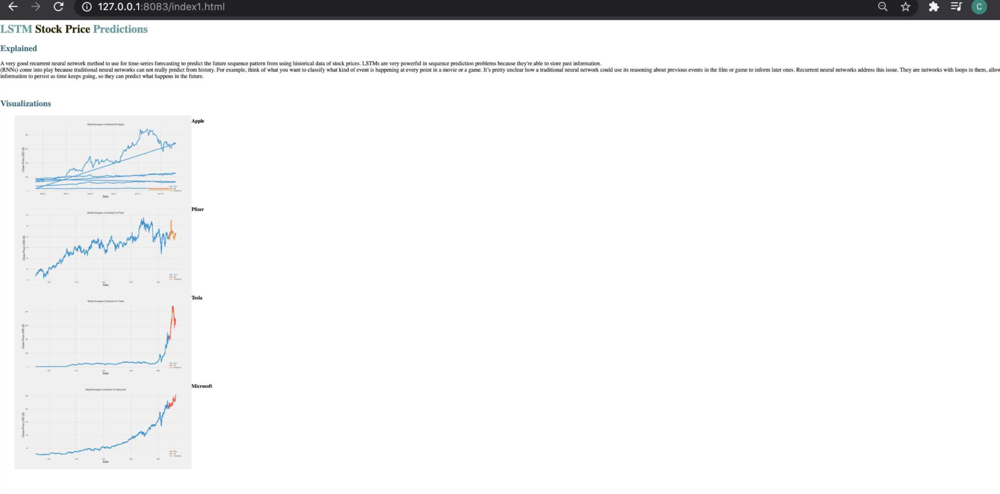 127.0.0.1:8083/index1.html
C
LSTM Stock Price Predictions
Explained
A very good recurrent neural network method to use for time-series forecasting to predict the future sequence pattern from using historical data of stock prices. LSTMs are very powerful in sequence prediction problems because they're able to store past information.
(RNNs) come into play because traditional neural networks can not really predict from history. For example, think of what you want to classify what kind of event is happening at every point in a movie or a game. It's pretty unclear how a traditional neural network could use its reasoning about previous events in the film or game to inform later ones. Recurrent neural networks address this issue. They are networks with loops in them, allow
information to persist as time keeps going, so they can predict what happens in the future.
Visualizations
Apple
Model Averages Combined For Apple
Close Price USD ($)
Date
Pfizer
Model Averages Combined For Pfizer
Close Price USD ($)
Date
Tesla
Model Averages Combined For Tesla
Close Price USD ($)
Date
Microsoft
Model Averages Combined For Microsoft
Close Price USD ($)
Date